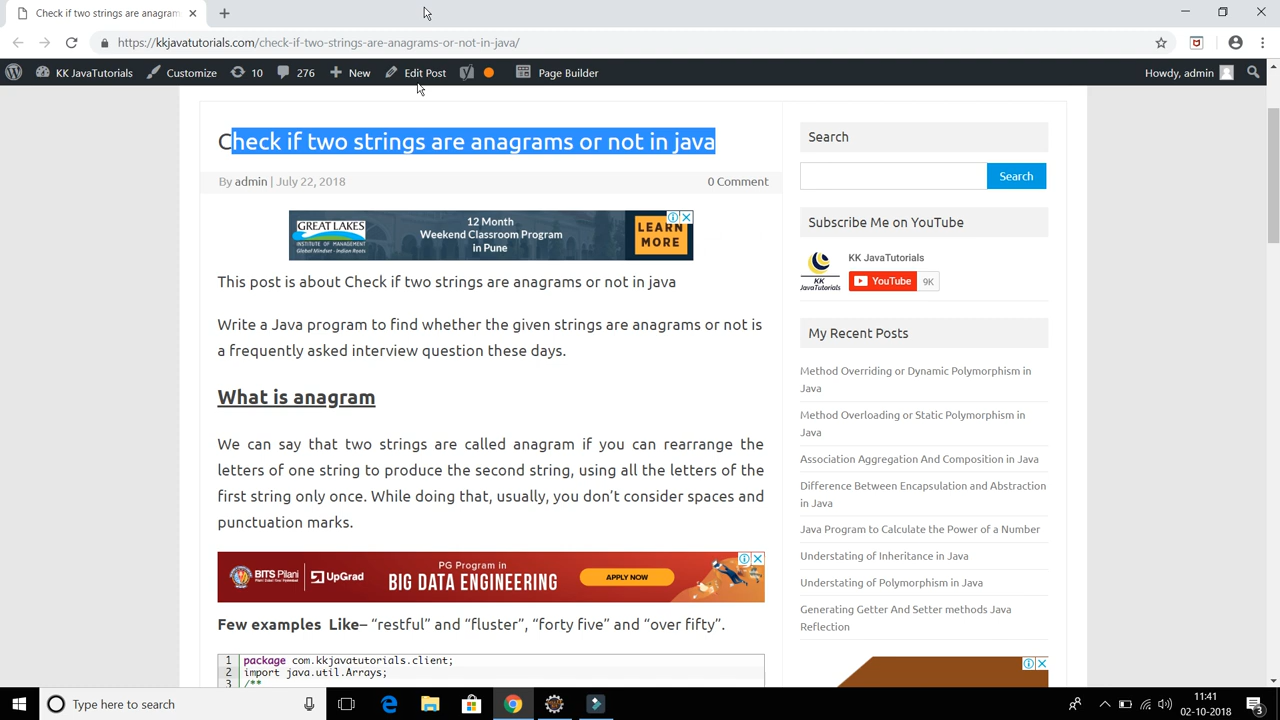 Check if two strings are anagram
https://kkjavatutorials.com/check-if-two-strings-are-anagrams-or-not-in-java/
KK JavaTutorials Customize 10 276 New Edit Post Page Builder Howdy, admin
Check if two strings are anagrams or not in java
By admin | July 22, 2018
0 Comment
GREAT LAKES
INSTITUTE OF MANAGEMENT
Global Mindset - Indian Roots
12 Month
Weekend Classroom Program
in Pune
LEARN
MORE
This post is about Check if two strings are anagrams or not in java
Write a Java program to find whether the given strings are anagrams or not is
a frequently asked interview question these days.
What is anagram
We can say that two strings are called anagram if you can rearrange the
letters of one string to produce the second string, using all the letters of the
first string only once. While doing that, usually, you don’t consider spaces and
punctuation marks.
BITS Pilani UpGrad
PG Program in
BIG DATA ENGINEERING
APPLY NOW
Few examples Like– “restful” and “fluster”, “forty five” and “over fifty”.
1 package com.kkjavatutorials.client;
2 import java.util.Arrays;
3 /**
Search
Search
Subscribe Me on YouTube
KK
JavaTutorials
KK JavaTutorials
YouTube 9K
My Recent Posts
Method Overriding or Dynamic Polymorphism in
Java
Method Overloading or Static Polymorphism in
Java
Association Aggregation And Composition in Java
Difference Between Encapsulation and Abstraction
in Java
Java Program to Calculate the Power of a Number
Understating of Inheritance in Java
Understating of Polymorphism in Java
Generating Getter And Setter methods Java
Reflection
Type here to search
11:41
02-10-2018
3